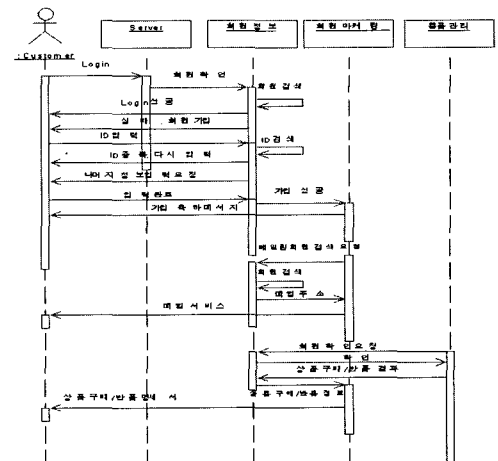 Server
회원 정보
회원 마케팅
물품관리
: Customer
Login
회원 확인
회원 검색
Login성공
실패, 회원 가입
ID입력
ID검색
ID중복,다시 입력
나머지 정보입력요청
입력완료
가입 성공
가입 축하메세지
메일링회원검색 요청
회원검색
메일주소
메일서비스
회원 확인요청
확인
상품구매/반품 결과
상품구매/반품명세서
상품구매/반품정보